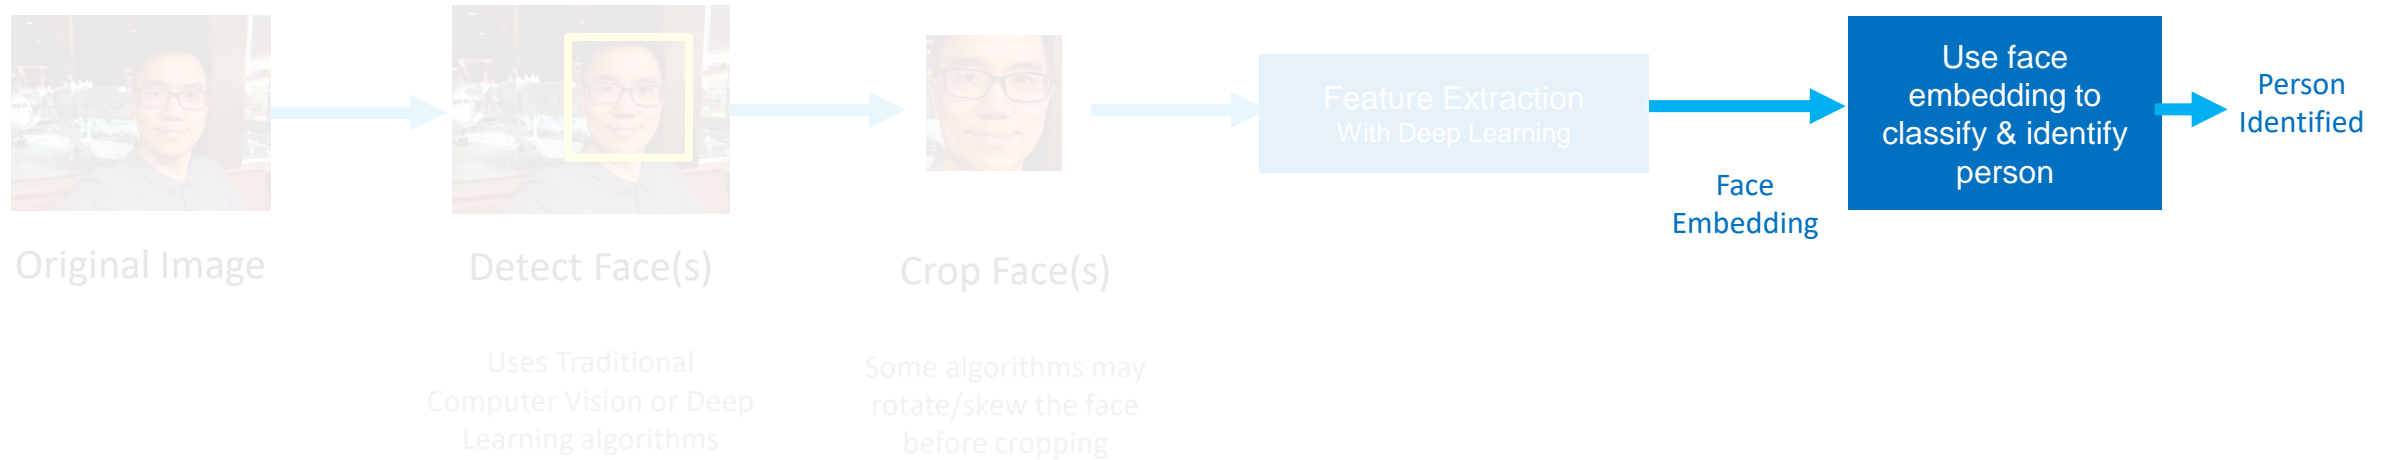 Original Image
Detect Face(s)
Uses Traditional
Computer Vision or Deep
Learning algorithms
Crop Face(s)
Some algorithms may
rotate/skew the face
before cropping
Feature Extraction
With Deep Learning
Face
Embedding
Use face
embedding to
classify & identify
person
Person
Identified